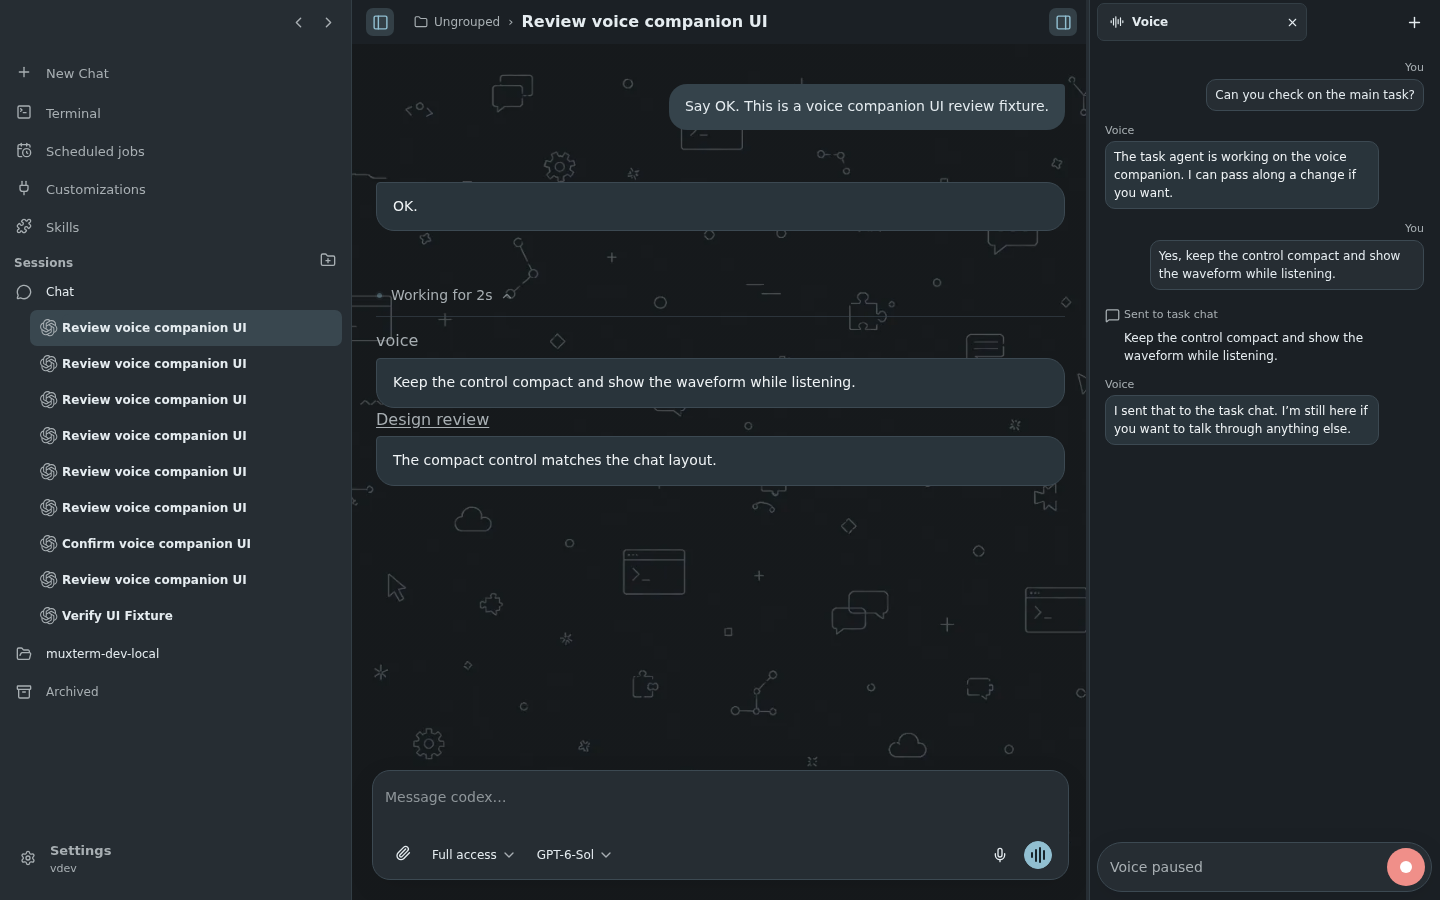 New Chat
Terminal
Scheduled jobs
Customizations
Skills
Sessions
Chat
Review voice companion UI
Review voice companion UI
Review voice companion UI
Review voice companion UI
Review voice companion UI
Review voice companion UI
Confirm voice companion UI
Review voice companion UI
Verify UI Fixture
muxterm-dev-local
Archived
Settings
vdev
Ungrouped › Review voice companion UI
Say OK. This is a voice companion UI review fixture.
OK.
Working for 2s
voice
Keep the control compact and show the waveform while listening.
Design review
The compact control matches the chat layout.
Message codex...
Full access
GPT-6-Sol
Voice
You
Can you check on the main task?
Voice
The task agent is working on the voice
companion. I can pass along a change if
you want.
You
Yes, keep the control compact and show
the waveform while listening.
Sent to task chat
Keep the control compact and show the
waveform while listening.
Voice
I sent that to the task chat. I’m still here if
you want to talk through anything else.
Voice paused